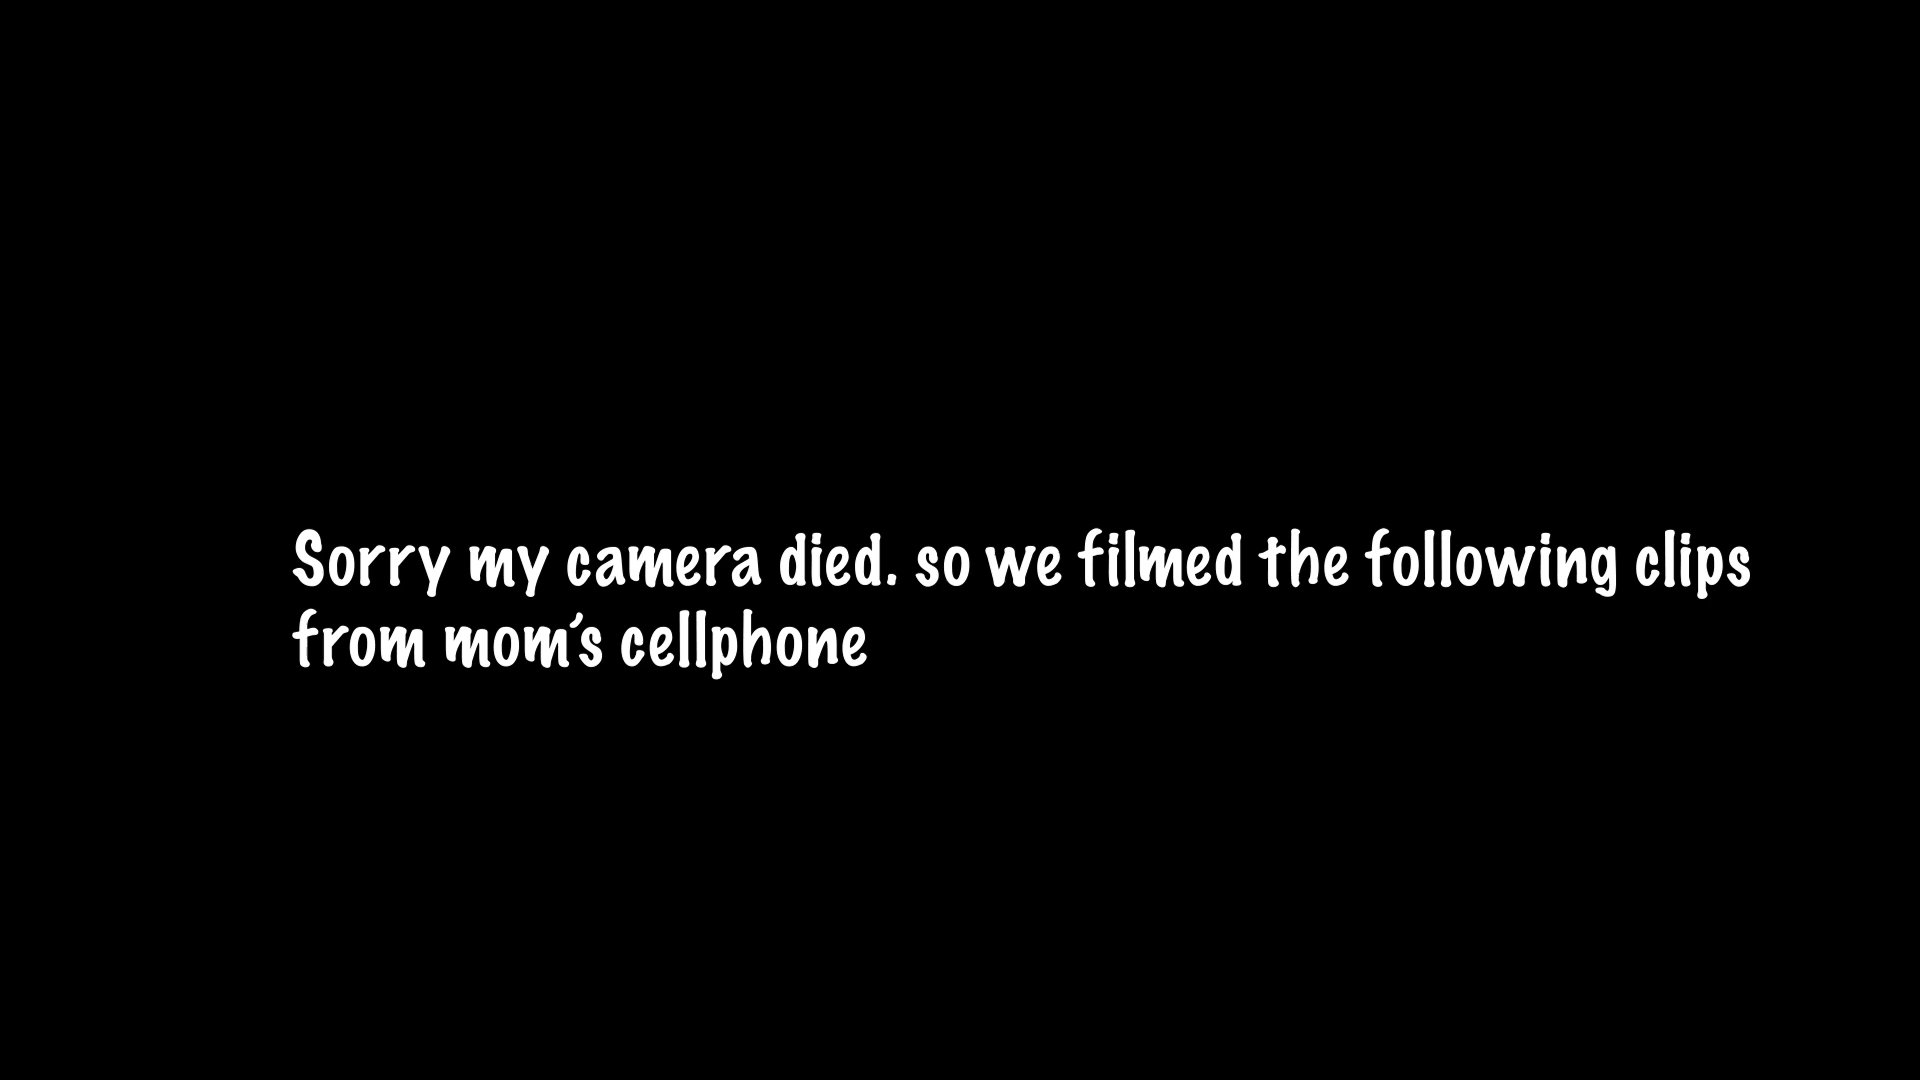 Sorry my camera died. so we filmed the following clips
from mom’s cellphone